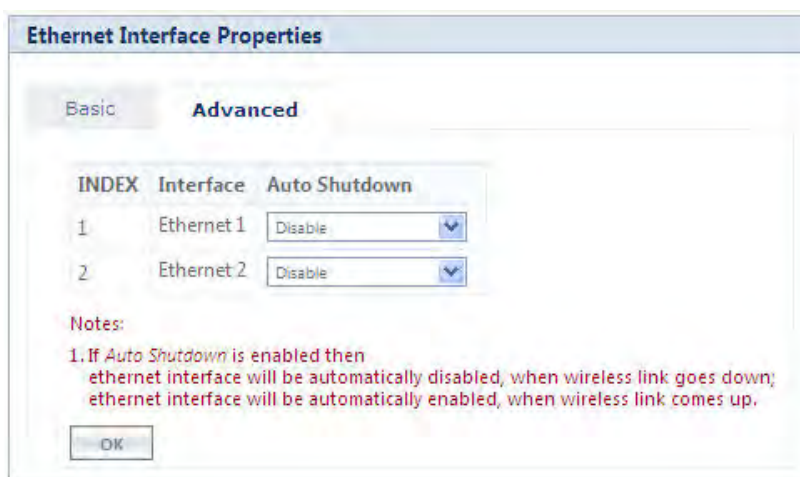 Ethernet Interface Properties
Basic Advanced
INDEX Interface Auto Shutdown
1 Ethernet 1 Disable
2 Ethernet 2 Disable
Notes:
1. If Auto Shutdown is enabled then
ethernet interface will be automatically disabled, when wireless link goes down;
ethernet interface will be automatically enabled, when wireless link comes up.
OK